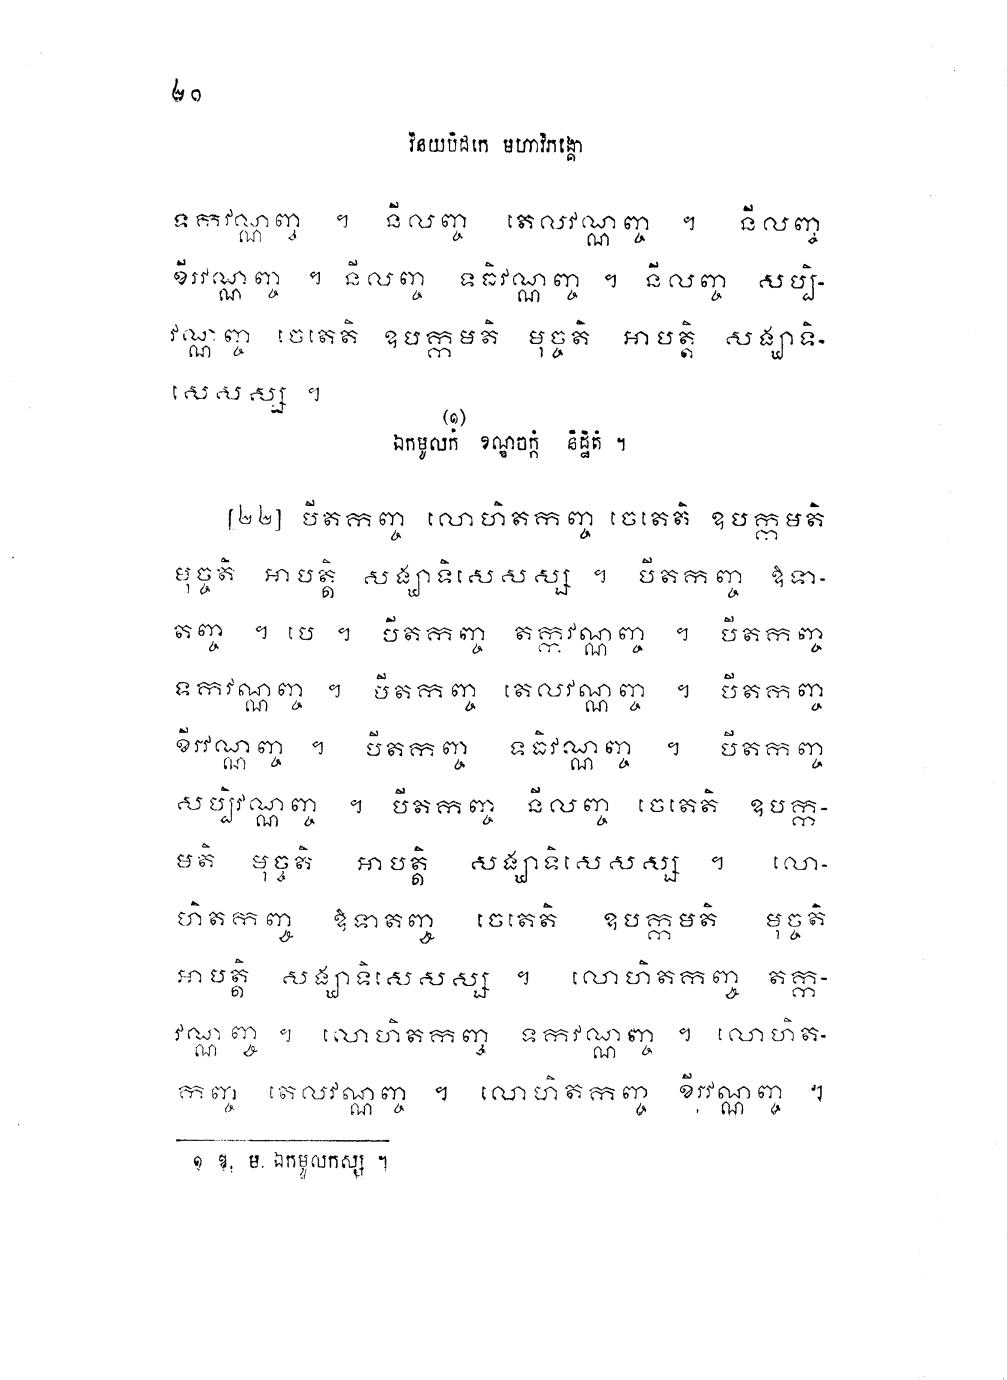 ២០
វិនយបិដកេ មហាវិភង្គោ
ទកវណ្ណញ្ច ។ នីលញ្ច តេលវណ្ណញ្ច ។ នីលញ្ច
ខីរវណ្ណញ្ច ។ នីលញ្ច ទធិវណ្ណញ្ច ។ នីលញ្ច សប្បិ-
វណ្ណញ្ច ចេតេតិ ឧបក្កមតិ មុច្ចតិ អាបត្តិ សង្ឃាទិ-
សេសស្ស ។
(១)
ឯកមូលកំ ខណ្ឌចក្កំ និដ្ឋិតំ ។
[២២] បីតកញ្ច លោហិតកញ្ច ចេតេតិ ឧបក្កមតិ
មុច្ចតិ អាបត្តិ សង្ឃាទិសេសស្ស ។ បីតកញ្ច ឱទា-
តញ្ច ។ បេ ។ បីតកញ្ច តក្កវណ្ណញ្ច ។ បីតកញ្ច
ទកវណ្ណញ្ច ។ បីតកញ្ច តេលវណ្ណញ្ច ។ បីតកញ្ច
ខីរវណ្ណញ្ច ។ បីតកញ្ច ទធិវណ្ណញ្ច ។ បីតកញ្ច
សប្បិវណ្ណញ្ច ។ បីតកញ្ច នីលញ្ច ចេតេតិ ឧបក្ក-
មតិ មុច្ចតិ អាបត្តិ សង្ឃាទិសេសស្ស ។ លោ-
ហិតកញ្ច ឱទាតញ្ច ចេតេតិ ឧបក្កមតិ មុច្ចតិ
អាបត្តិ សង្ឃាទិសេសស្ស ។ លោហិតកញ្ច តក្ក-
វណ្ណញ្ច ។ លោហិតកញ្ច ទកវណ្ណញ្ច ។ លោហិត-
កញ្ច តេលវណ្ណញ្ច ។ លោហិតកញ្ច ខីរវណ្ណញ្ច ។
១ ឱ. ម. ឯកមូលកស្ស ។